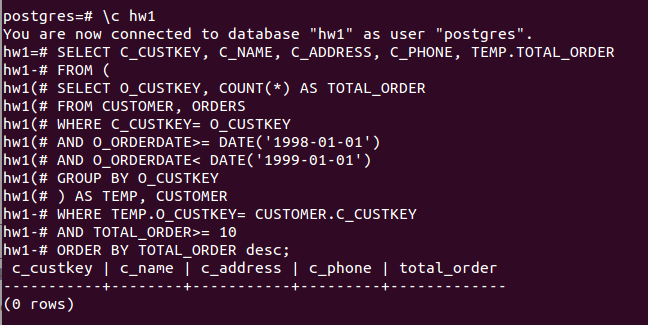 postgres=# \c hw1
You are now connected to database "hw1" as user "postgres".
hw1=# SELECT C_CUSTKEY, C_NAME, C_ADDRESS, C_PHONE, TEMP.TOTAL_ORDER
hw1-# FROM (
hw1(# SELECT O_CUSTKEY, COUNT(*) AS TOTAL_ORDER
hw1(# FROM CUSTOMER, ORDERS
hw1(# WHERE C_CUSTKEY= O_CUSTKEY
hw1(# AND O_ORDERDATE>= DATE('1998-01-01')
hw1(# AND O_ORDERDATE< DATE('1999-01-01')
hw1(# GROUP BY O_CUSTKEY
hw1(# ) AS TEMP, CUSTOMER
hw1-# WHERE TEMP.O_CUSTKEY= CUSTOMER.C_CUSTKEY
hw1-# AND TOTAL_ORDER>= 10
hw1-# ORDER BY TOTAL_ORDER desc;
 c_custkey | c_name | c_address | c_phone | total_order
-----------+--------+-----------+---------+-------------
(0 rows)